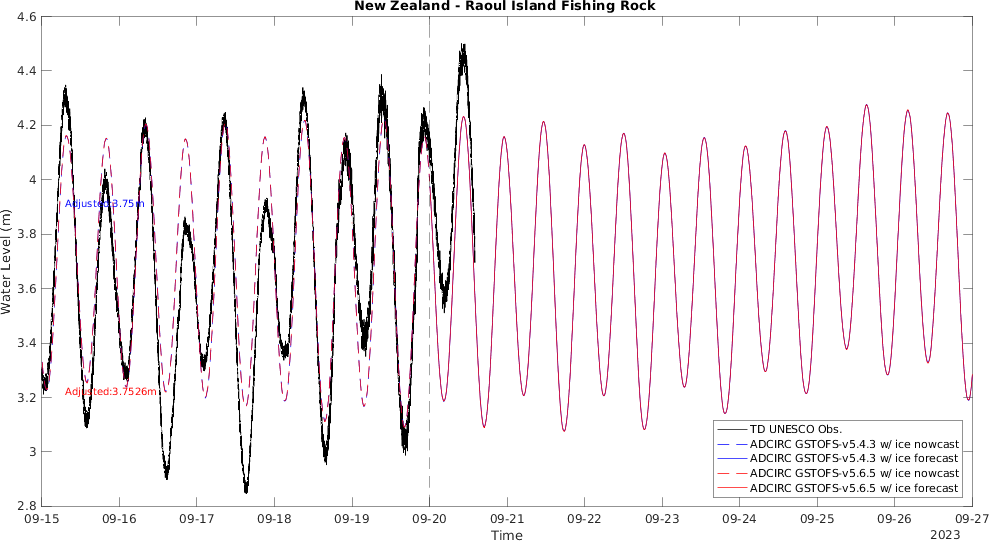 New Zealand - Raoul Island Fishing Rock
4.6
4.4
4.2
4
3.8
3.6
3.4
3.2
3
2.8
Water Level (m)
Adjusted:3.75m
Adjusted:3.7526m
TD UNESCO Obs.
ADCIRC GSTOFS-v5.4.3 w/ ice nowcast
ADCIRC GSTOFS-v5.4.3 w/ ice forecast
ADCIRC GSTOFS-v5.6.5 w/ ice nowcast
ADCIRC GSTOFS-v5.6.5 w/ ice forecast
09-15 09-16 09-17 09-18 09-19 09-20 09-21 09-22 09-23 09-24 09-25 09-26 09-27
Time
2023